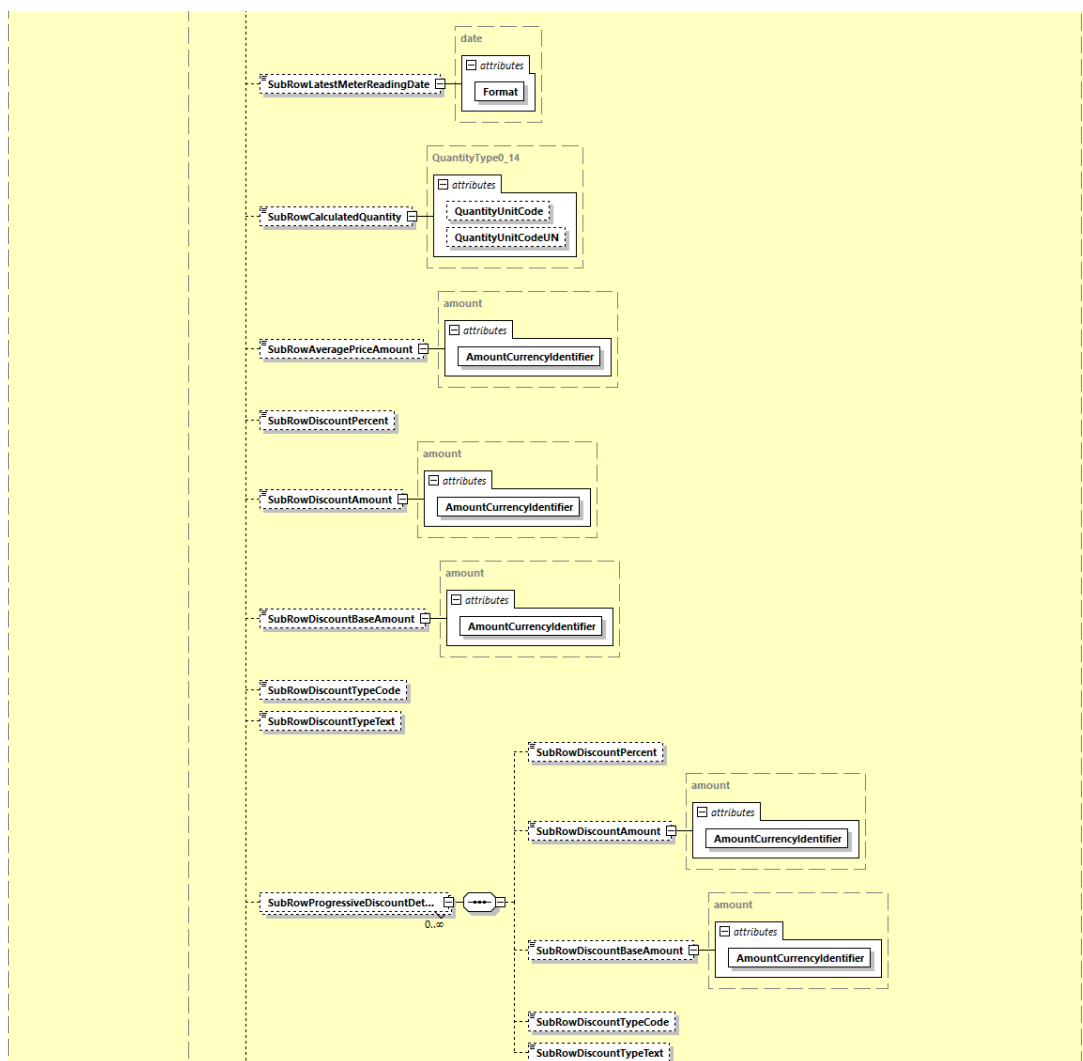 date
attributes
SubRowLatestMeterReadingDate
Format
QuantityType0_14
attributes
QuantityUnitCode
SubRowCalculatedQuantity
QuantityUnitCodeUN
amount
attributes
SubRowAveragePriceAmount
AmountCurrencyIdentifier
SubRowDiscountPercent
amount
attributes
SubRowDiscountAmount
AmountCurrencyIdentifier
amount
attributes
SubRowDiscountBaseAmount
AmountCurrencyIdentifier
SubRowDiscountTypeCode
SubRowDiscountTypeText
SubRowDiscountPercent
amount
attributes
SubRowDiscountAmount
AmountCurrencyIdentifier
SubRowProgressiveDiscountDet...
0..∞
amount
attributes
SubRowDiscountBaseAmount
AmountCurrencyIdentifier
SubRowDiscountTypeCode
SubRowDiscountTypeText